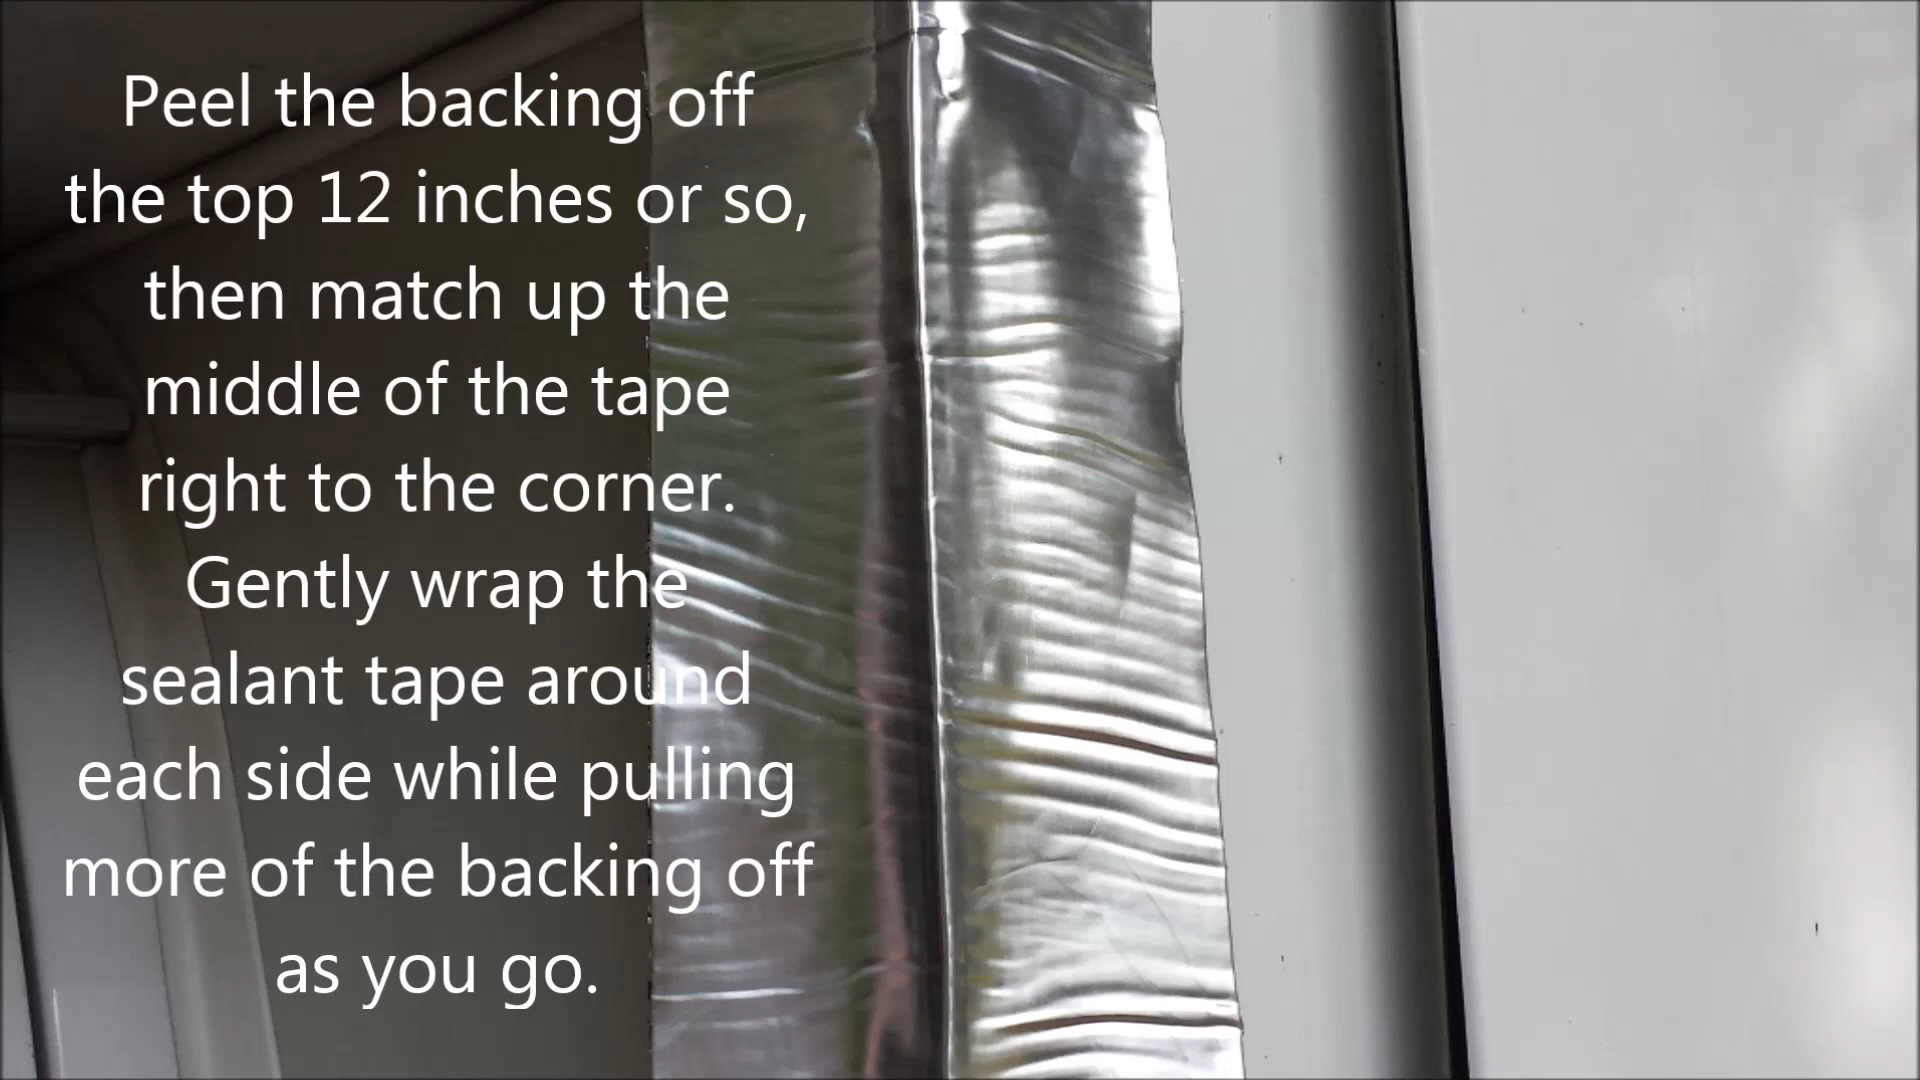 Peel the backing off
the top 12 inches or so,
then match up the
middle of the tape
right to the corner.
Gently wrap the
sealant tape around
each side while pulling
more of the backing off
as you go.